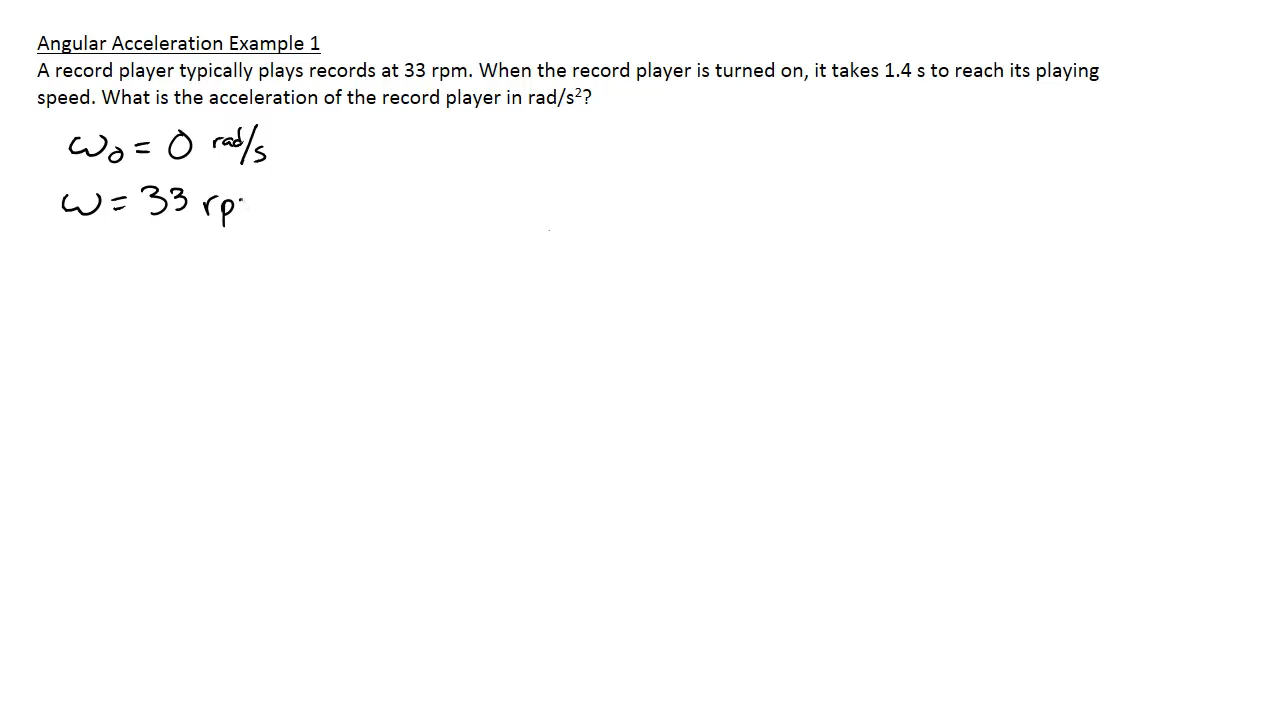 Angular Acceleration Example 1
A record player typically plays records at 33 rpm. When the record player is turned on, it takes 1.4 s to reach its playing
speed. What is the acceleration of the record player in rad/s²?
ω₀ = 0 rad/s
ω = 33 rp